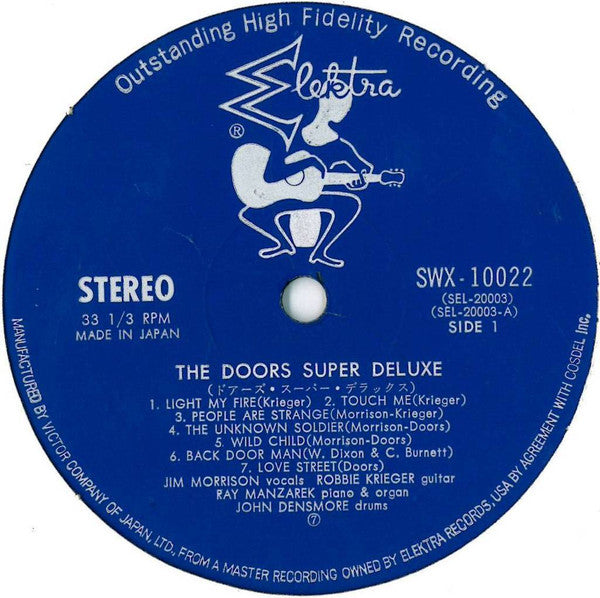 Outstanding High Fidelity Recording
Elektra
®
STEREO
33 1/3 RPM
MADE IN JAPAN
SWX-10022
(SEL-20003)
(SEL-20003-A)
SIDE 1
THE DOORS SUPER DELUXE
(ドアーズ・スーパー・デラックス)
1. LIGHT MY FIRE(Krieger) 2. TOUCH ME(Krieger)
3. PEOPLE ARE STRANGE(Morrison-Krieger)
4. THE UNKNOWN SOLDIER(Morrison-Doors)
5. WILD CHILD(Morrison-Doors)
6. BACK DOOR MAN(W. Dixon & C. Burnett)
7. LOVE STREET(Doors)
JIM MORRISON vocals ROBBIE KRIEGER guitar
RAY MANZAREK piano & organ
JOHN DENSMORE drums
⑦
MANUFACTURED BY VICTOR COMPANY OF JAPAN, LTD., FROM A MASTER RECORDING OWNED BY ELEKTRA RECORDS, USA BY AGREEMENT WITH COSDEL Inc.